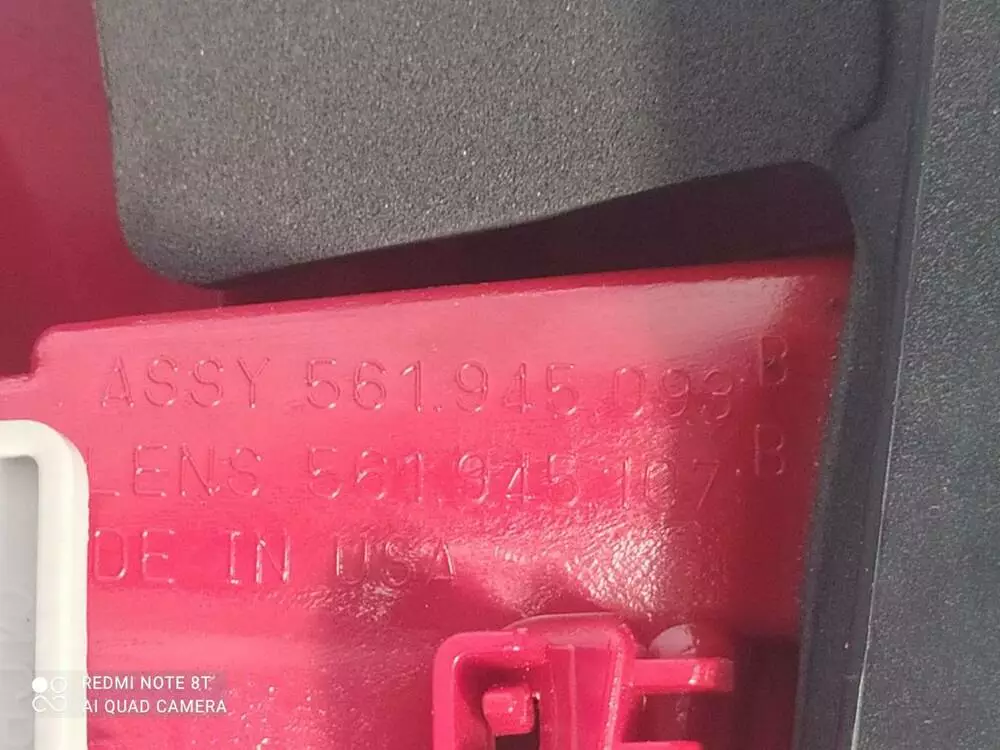 ASSY 561.945.093 B
LENS 561.945.107 B
DE IN USA
REDMI NOTE 8T
AI QUAD CAMERA